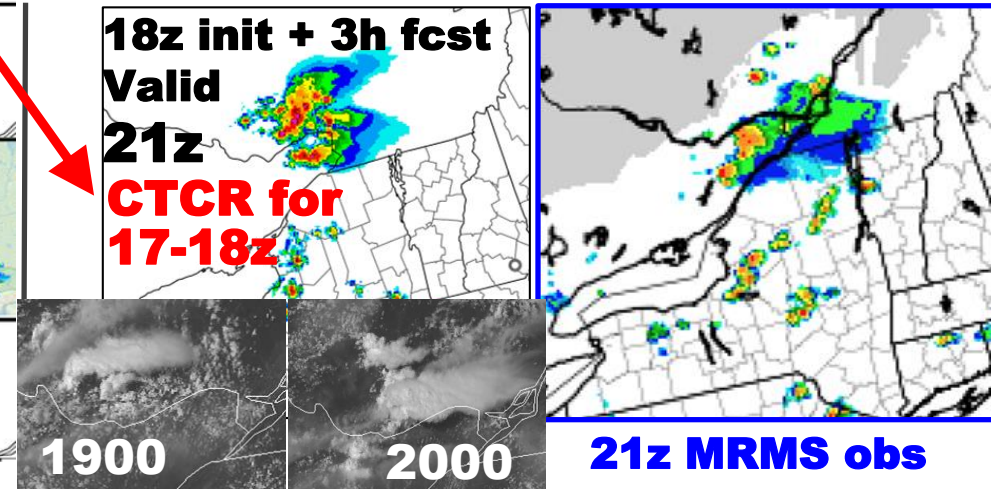 18z init + 3h fcst
Valid
21z
CTCR for
17-18z
1900
2000
21z MRMS obs